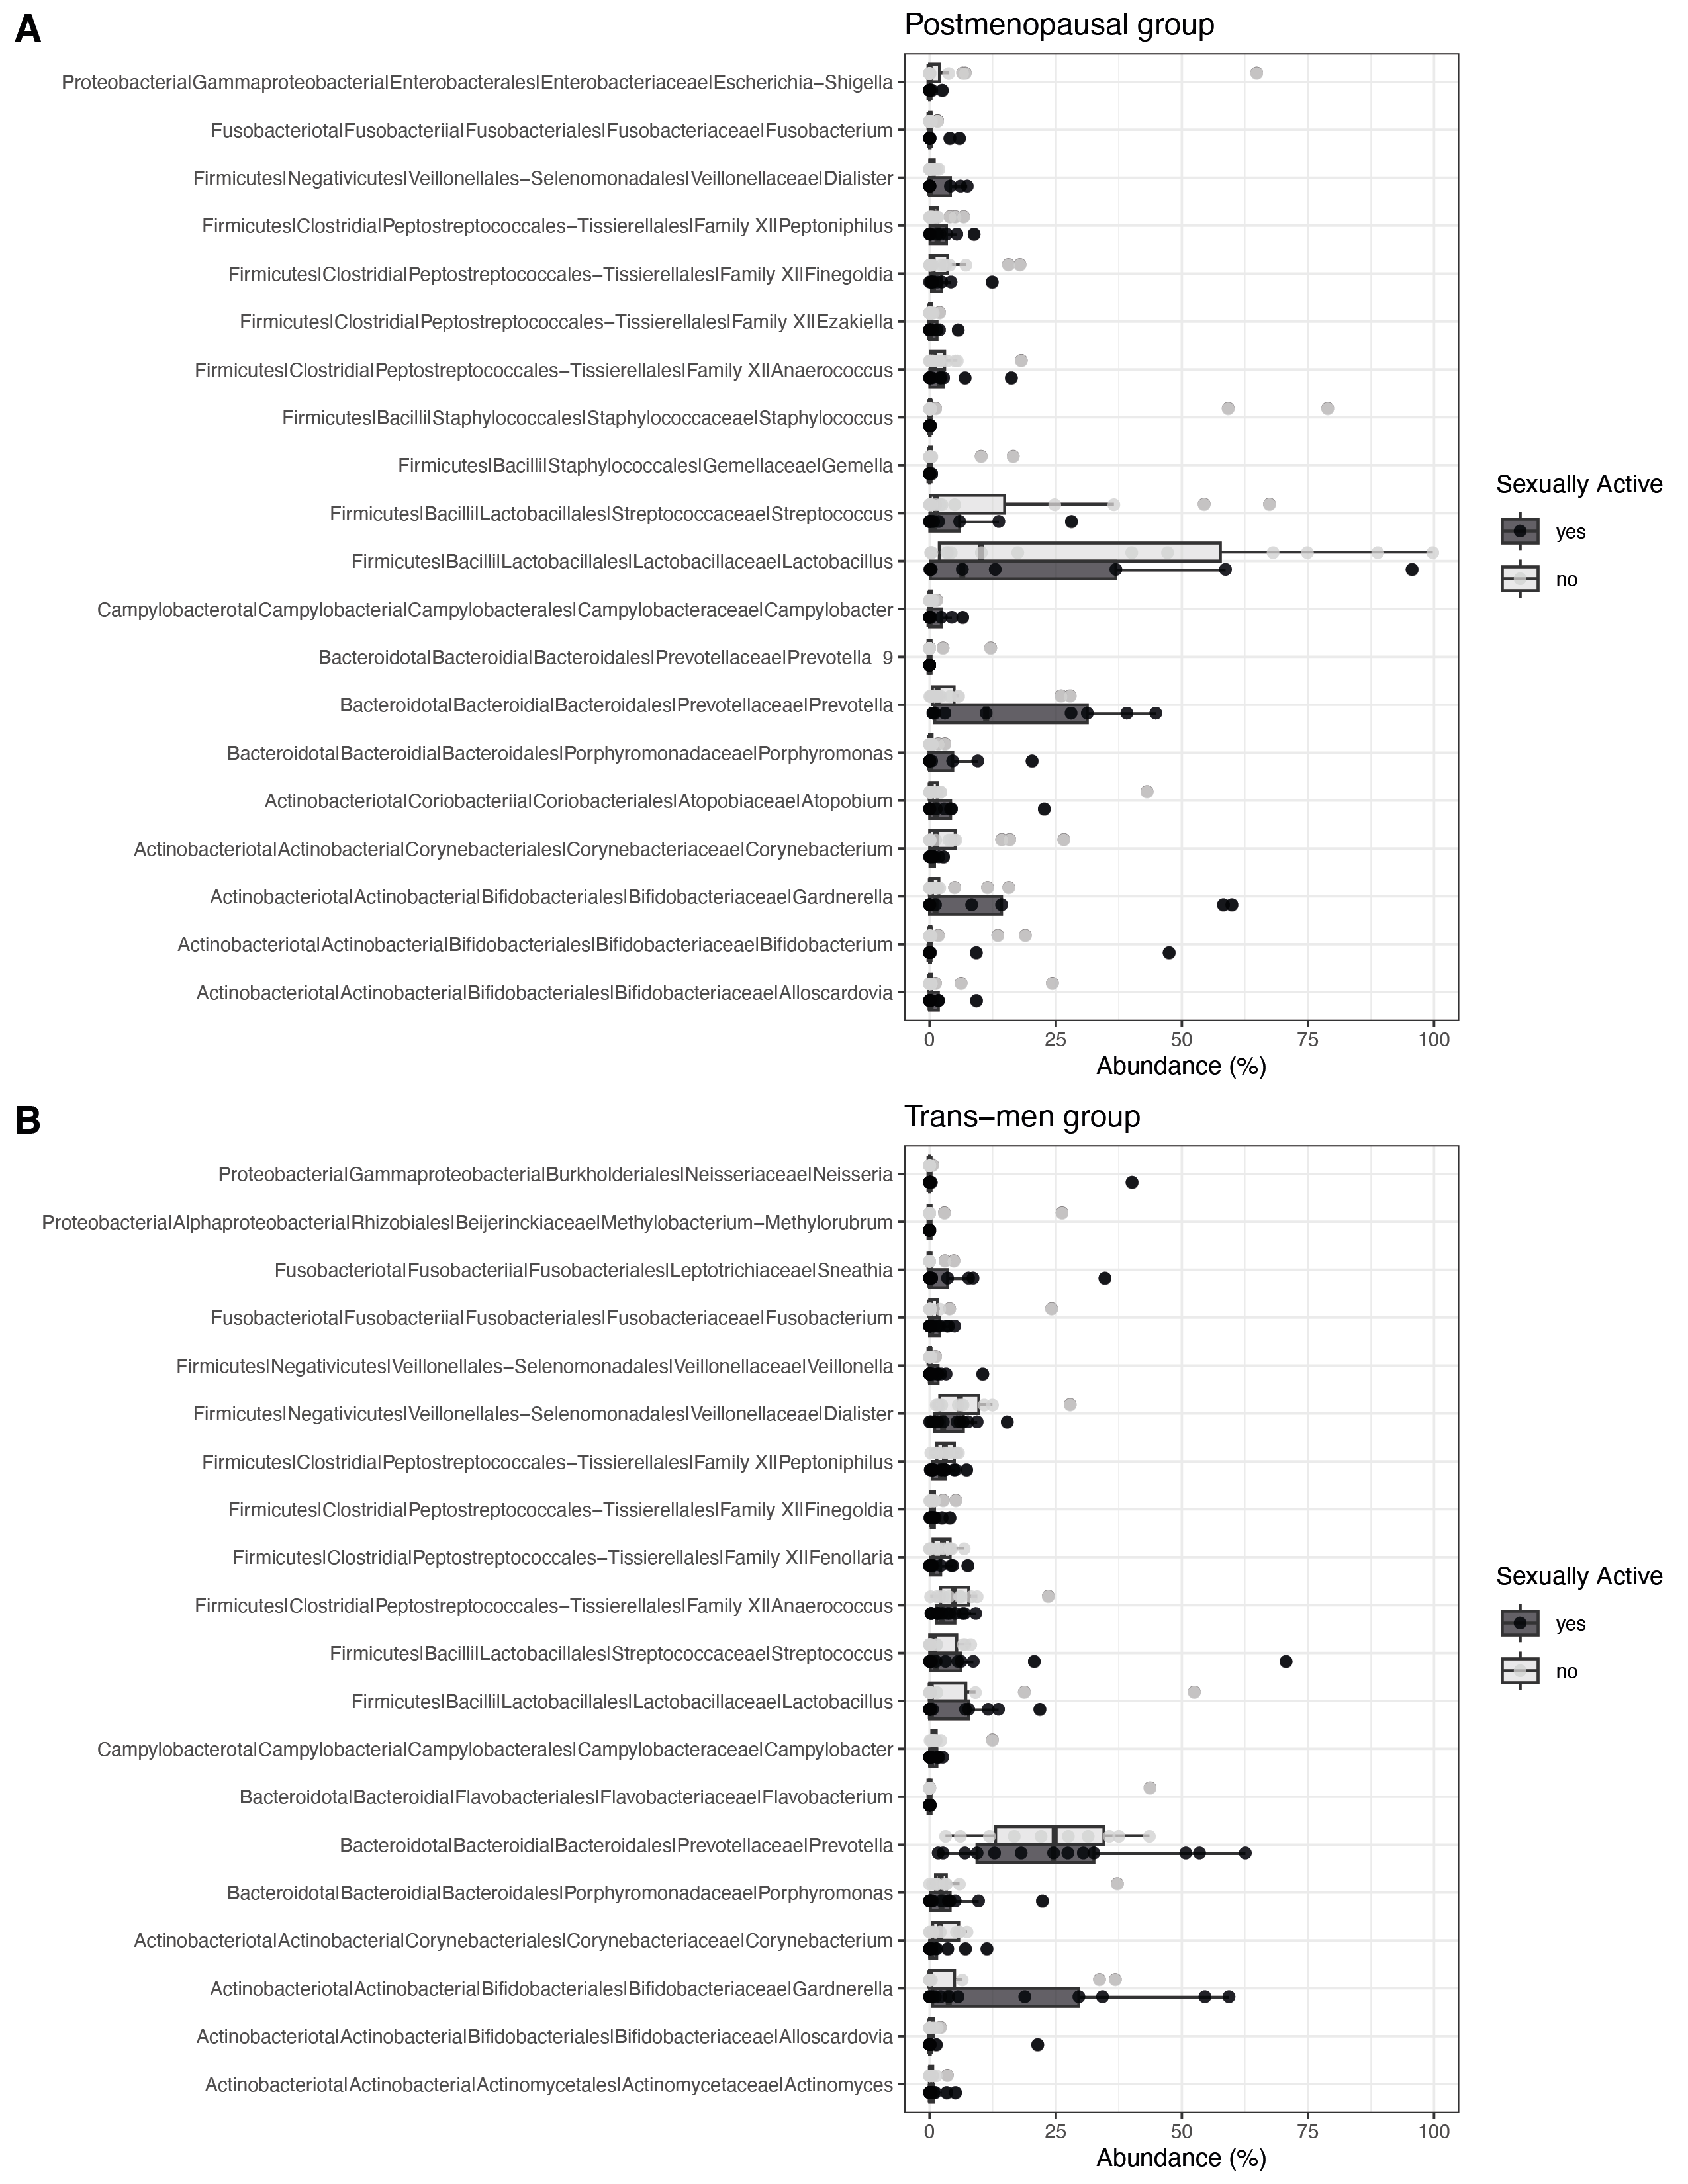 A
Postmenopausal group
Proteobacteria|Gammaproteobacteria|Enterobacterales|Enterobacteriaceae|Escherichia−Shigella
Fusobacteriota|Fusobacteriia|Fusobacteriales|Fusobacteriaceae|Fusobacterium
Firmicutes|Negativicutes|Veillonellales−Selenomonadales|Veillonellaceae|Dialister
Firmicutes|Clostridia|Peptostreptococcales−Tissierellales|Family XI|Peptoniphilus
Firmicutes|Clostridia|Peptostreptococcales−Tissierellales|Family XI|Finegoldia
Firmicutes|Clostridia|Peptostreptococcales−Tissierellales|Family XI|Ezakiella
Firmicutes|Clostridia|Peptostreptococcales−Tissierellales|Family XI|Anaerococcus
Firmicutes|Bacilli|Staphylococcales|Staphylococcaceae|Staphylococcus
Firmicutes|Bacilli|Staphylococcales|Gemellaceae|Gemella
Firmicutes|Bacilli|Lactobacillales|Streptococcaceae|Streptococcus
Firmicutes|Bacilli|Lactobacillales|Lactobacillaceae|Lactobacillus
Campylobacterota|Campylobacteria|Campylobacterales|Campylobacteraceae|Campylobacter
Bacteroidota|Bacteroidia|Bacteroidales|Prevotellaceae|Prevotella_9
Bacteroidota|Bacteroidia|Bacteroidales|Prevotellaceae|Prevotella
Bacteroidota|Bacteroidia|Bacteroidales|Porphyromonadaceae|Porphyromonas
Actinobacteriota|Coriobacteriia|Coriobacteriales|Atopobiaceae|Atopobium
Actinobacteriota|Actinobacteria|Corynebacteriales|Corynebacteriaceae|Corynebacterium
Actinobacteriota|Actinobacteria|Bifidobacteriales|Bifidobacteriaceae|Gardnerella
Actinobacteriota|Actinobacteria|Bifidobacteriales|Bifidobacteriaceae|Bifidobacterium
Actinobacteriota|Actinobacteria|Bifidobacteriales|Bifidobacteriaceae|Alloscardovia
0 25 50 75 100
Abundance (%)
Sexually Active
yes
no
B
Trans−men group
Proteobacteria|Gammaproteobacteria|Burkholderiales|Neisseriaceae|Neisseria
Proteobacteria|Alphaproteobacteria|Rhizobiales|Beijerinckiaceae|Methylobacterium−Methylorubrum
Fusobacteriota|Fusobacteriia|Fusobacteriales|Leptotrichiaceae|Sneathia
Fusobacteriota|Fusobacteriia|Fusobacteriales|Fusobacteriaceae|Fusobacterium
Firmicutes|Negativicutes|Veillonellales−Selenomonadales|Veillonellaceae|Veillonella
Firmicutes|Negativicutes|Veillonellales−Selenomonadales|Veillonellaceae|Dialister
Firmicutes|Clostridia|Peptostreptococcales−Tissierellales|Family XI|Peptoniphilus
Firmicutes|Clostridia|Peptostreptococcales−Tissierellales|Family XI|Finegoldia
Firmicutes|Clostridia|Peptostreptococcales−Tissierellales|Family XI|Fenollaria
Firmicutes|Clostridia|Peptostreptococcales−Tissierellales|Family XI|Anaerococcus
Firmicutes|Bacilli|Lactobacillales|Streptococcaceae|Streptococcus
Firmicutes|Bacilli|Lactobacillales|Lactobacillaceae|Lactobacillus
Campylobacterota|Campylobacteria|Campylobacterales|Campylobacteraceae|Campylobacter
Bacteroidota|Bacteroidia|Flavobacteriales|Flavobacteriaceae|Flavobacterium
Bacteroidota|Bacteroidia|Bacteroidales|Prevotellaceae|Prevotella
Bacteroidota|Bacteroidia|Bacteroidales|Porphyromonadaceae|Porphyromonas
Actinobacteriota|Actinobacteria|Corynebacteriales|Corynebacteriaceae|Corynebacterium
Actinobacteriota|Actinobacteria|Bifidobacteriales|Bifidobacteriaceae|Gardnerella
Actinobacteriota|Actinobacteria|Bifidobacteriales|Bifidobacteriaceae|Alloscardovia
Actinobacteriota|Actinobacteria|Actinomycetales|Actinomycetaceae|Actinomyces
0 25 50 75 100
Abundance (%)
Sexually Active
yes
no